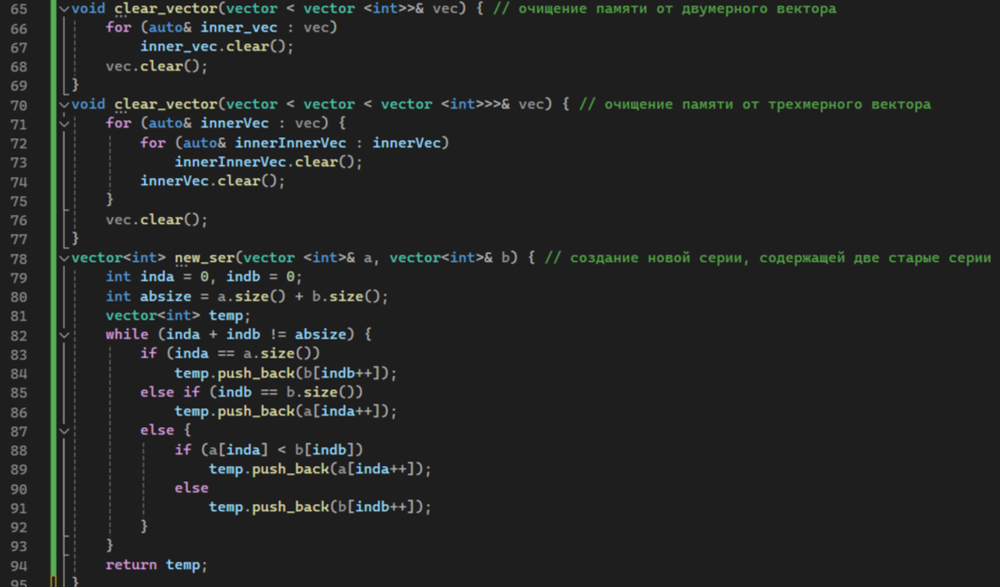 65 void clear_vector(vector < vector <int>>& vec) { // очищение памяти от двумерного вектора
66 for (auto& inner_vec : vec)
67 inner_vec.clear();
68 vec.clear();
69 }
70 void clear_vector(vector < vector < vector <int>>>& vec) { // очищение памяти от трехмерного вектора
71 for (auto& innerVec : vec) {
72 for (auto& innerInnerVec : innerVec)
73 innerInnerVec.clear();
74 innerVec.clear();
75 }
76 vec.clear();
77 }
78 vector<int> new_ser(vector <int>& a, vector<int>& b) { // создание новой серии, содержащей две старые серии
79 int inda = 0, indb = 0;
80 int absize = a.size() + b.size();
81 vector<int> temp;
82 while (inda + indb != absize) {
83 if (inda == a.size())
84 temp.push_back(b[indb++]);
85 else if (indb == b.size())
86 temp.push_back(a[inda++]);
87 else {
88 if (a[inda] < b[indb])
89 temp.push_back(a[inda++]);
90 else
91 temp.push_back(b[indb++]);
92 }
93 }
94 return temp;
95 }